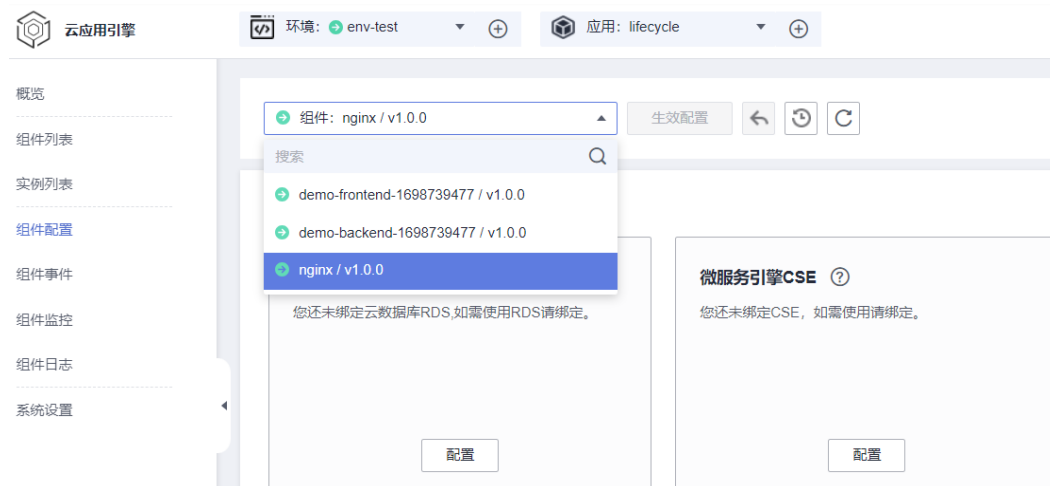 云应用引擎
环境： env-test
应用：lifecycle
概览
组件列表
实例列表
组件配置
组件事件
组件监控
组件日志
系统设置
组件：nginx / v1.0.0
生效配置
搜索
demo-frontend-1698739477 / v1.0.0
demo-backend-1698739477 / v1.0.0
nginx / v1.0.0
您还未绑定云数据库RDS,如需使用RDS请绑定。
配置
微服务引擎CSE ?
您还未绑定CSE，如需使用请绑定。
配置